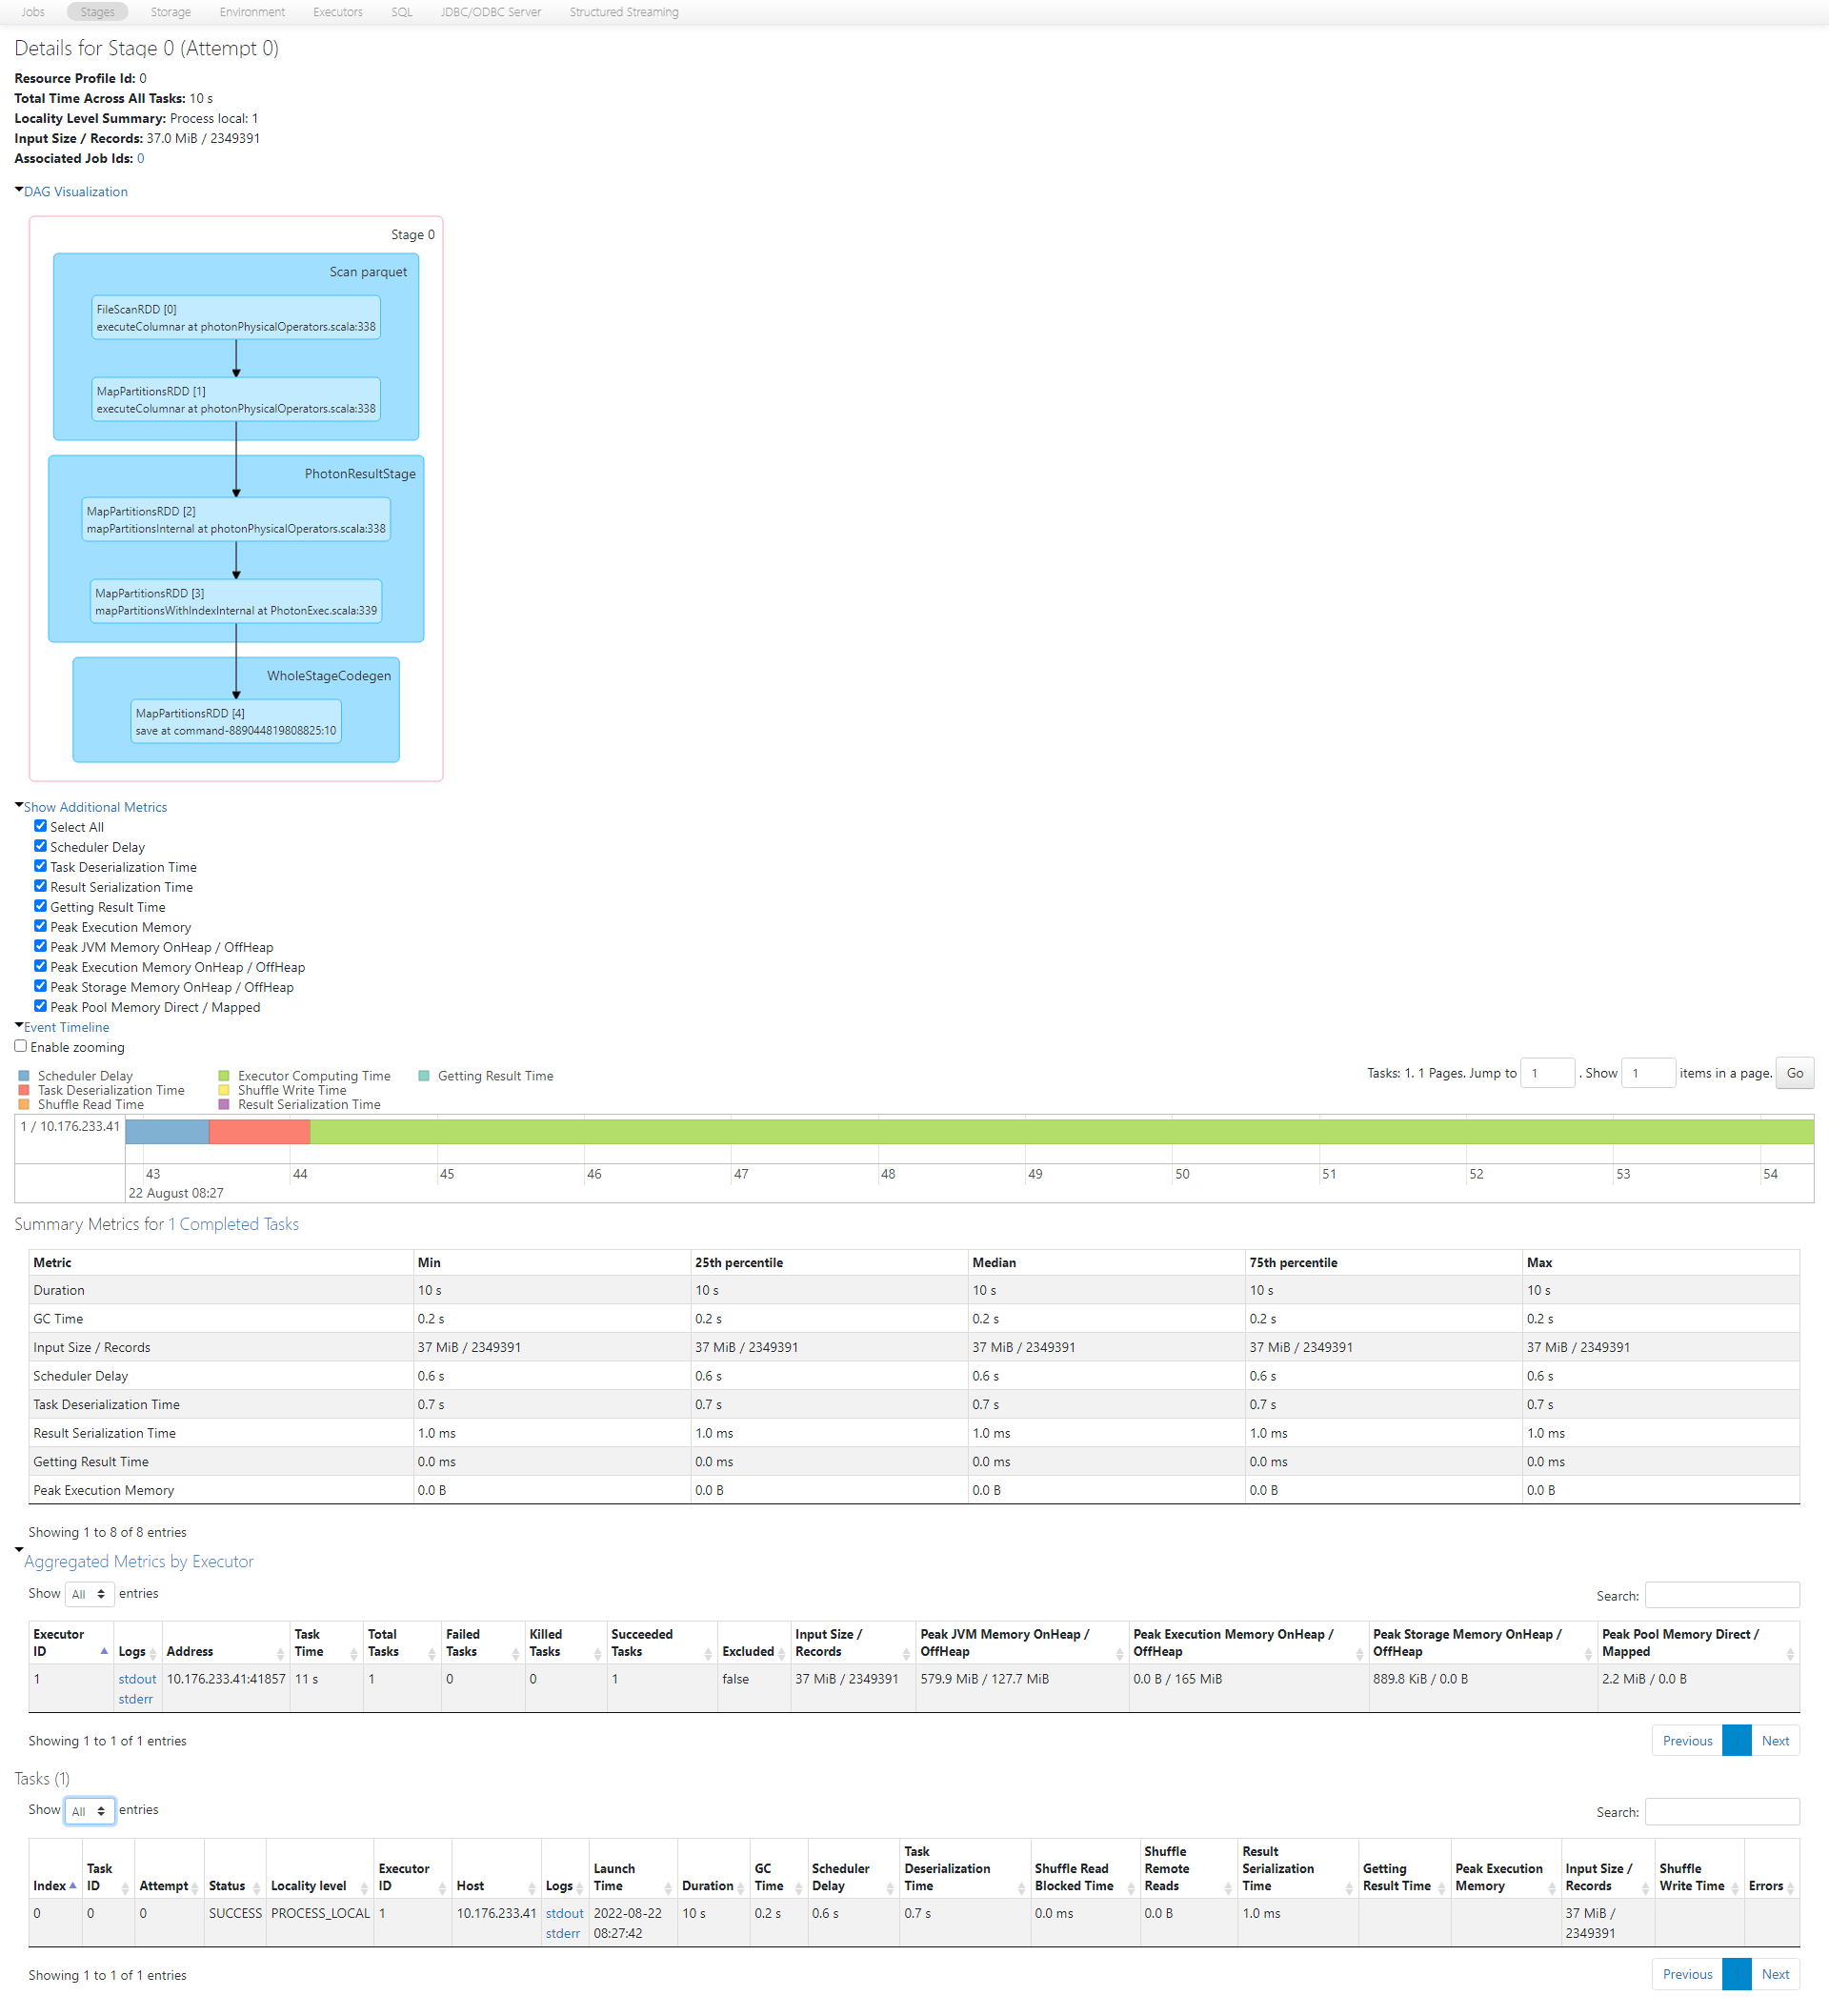 Jobs Stages Storage Environment Executors SQL JDBC/ODBC Server Structured Streaming
Details for Stage 0 (Attempt 0)
Resource Profile Id: 0
Total Time Across All Tasks: 10 s
Locality Level Summary: Process local: 1
Input Size / Records: 37.0 MiB / 2349391
Associated Job Ids: 0
DAG Visualization
Stage 0
Scan parquet
FileScanRDD [0]
executeColumnar at photonPhysicalOperators.scala:338
MapPartitionsRDD [1]
executeColumnar at photonPhysicalOperators.scala:338
PhotonResultStage
MapPartitionsRDD [2]
mapPartitionsInternal at photonPhysicalOperators.scala:338
MapPartitionsRDD [3]
mapPartitionsWithIndexInternal at PhotonExec.scala:339
WholeStageCodegen
MapPartitionsRDD [4]
save at command-889044819808825:10
Show Additional Metrics
Select All
Scheduler Delay
Task Deserialization Time
Result Serialization Time
Getting Result Time
Peak Execution Memory
Peak JVM Memory OnHeap / OffHeap
Peak Execution Memory OnHeap / OffHeap
Peak Storage Memory OnHeap / OffHeap
Peak Pool Memory Direct / Mapped
Event Timeline
Enable zooming
Tasks: 1. 1 Pages. Jump to 1 . Show 1 items in a page. Go
Scheduler Delay Executor Computing Time Getting Result Time
Task Deserialization Time Shuffle Write Time
Shuffle Read Time Result Serialization Time
1 / 10.176.233.41
43 44 45 46 47 48 49 50 51 52 53 54
22 August 08:27
Summary Metrics for 1 Completed Tasks
Metric Min 25th percentile Median 75th percentile Max
Duration 10 s 10 s 10 s 10 s 10 s
GC Time 0.2 s 0.2 s 0.2 s 0.2 s 0.2 s
Input Size / Records 37 MiB / 2349391 37 MiB / 2349391 37 MiB / 2349391 37 MiB / 2349391 37 MiB / 2349391
Scheduler Delay 0.6 s 0.6 s 0.6 s 0.6 s 0.6 s
Task Deserialization Time 0.7 s 0.7 s 0.7 s 0.7 s 0.7 s
Result Serialization Time 1.0 ms 1.0 ms 1.0 ms 1.0 ms 1.0 ms
Getting Result Time 0.0 ms 0.0 ms 0.0 ms 0.0 ms 0.0 ms
Peak Execution Memory 0.0 B 0.0 B 0.0 B 0.0 B 0.0 B
Showing 1 to 8 of 8 entries
Aggregated Metrics by Executor
Show All entries Search:
Executor Task Total Failed Killed Succeeded Input Size / Peak JVM Memory OnHeap / Peak Execution Memory OnHeap / Peak Storage Memory OnHeap / Peak Pool Memory Direct /
ID Logs Address Time Tasks Tasks Tasks Tasks Excluded Records OffHeap OffHeap OffHeap Mapped
1 stdout 10.176.233.41:41857 11 s 1 0 0 1 false 37 MiB / 2349391 579.9 MiB / 127.7 MiB 0.0 B / 165 MiB 889.8 KiB / 0.0 B 2.2 MiB / 0.0 B
stderr
Showing 1 to 1 of 1 entries Previous Next
Tasks (1)
Show All entries Search:
Task Shuffle Result
Task Executor Launch GC Scheduler Deserialization Shuffle Read Remote Serialization Getting Peak Execution Input Size / Shuffle
Index ID Attempt Status Locality level ID Host Logs Time Duration Time Delay Time Blocked Time Reads Time Result Time Memory Records Write Time Errors
0 0 0 SUCCESS PROCESS_LOCAL 1 10.176.233.41 stdout 2022-08-22 10 s 0.2 s 0.6 s 0.7 s 0.0 ms 0.0 B 1.0 ms 37 MiB /
stderr 08:27:42 2349391
Showing 1 to 1 of 1 entries Previous Next